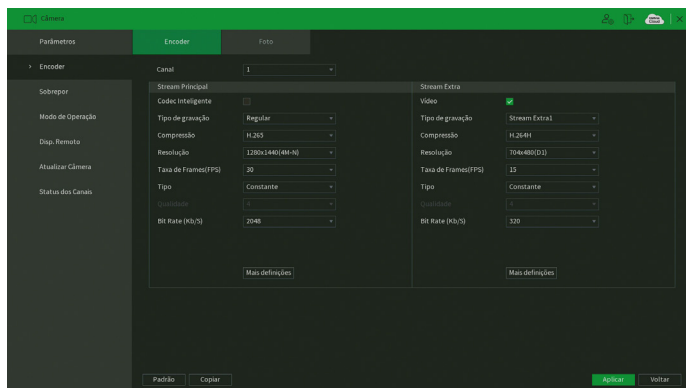 Câmera
Parâmetros
Encoder
Foto
Encoder
Canal
1
Sobrepor
Stream Principal
Stream Extra
Codec Inteligente
Vídeo
Modo de Operação
Tipo de gravação
Regular
Tipo de gravação
Stream Extra1
Compressão
H.265
Compressão
H.264H
Disp. Remoto
Resolução
1280x1440(4M-N)
Resolução
704x480(D1)
Atualizar Câmera
Taxa de Frames(FPS)
30
Taxa de Frames(FPS)
15
Tipo
Constante
Tipo
Constante
Status dos Canais
Qualidade
4
Qualidade
4
Bit Rate (Kb/S)
2048
Bit Rate (Kb/S)
320
Mais definições
Mais definições
Padrão
Copiar
Aplicar
Voltar